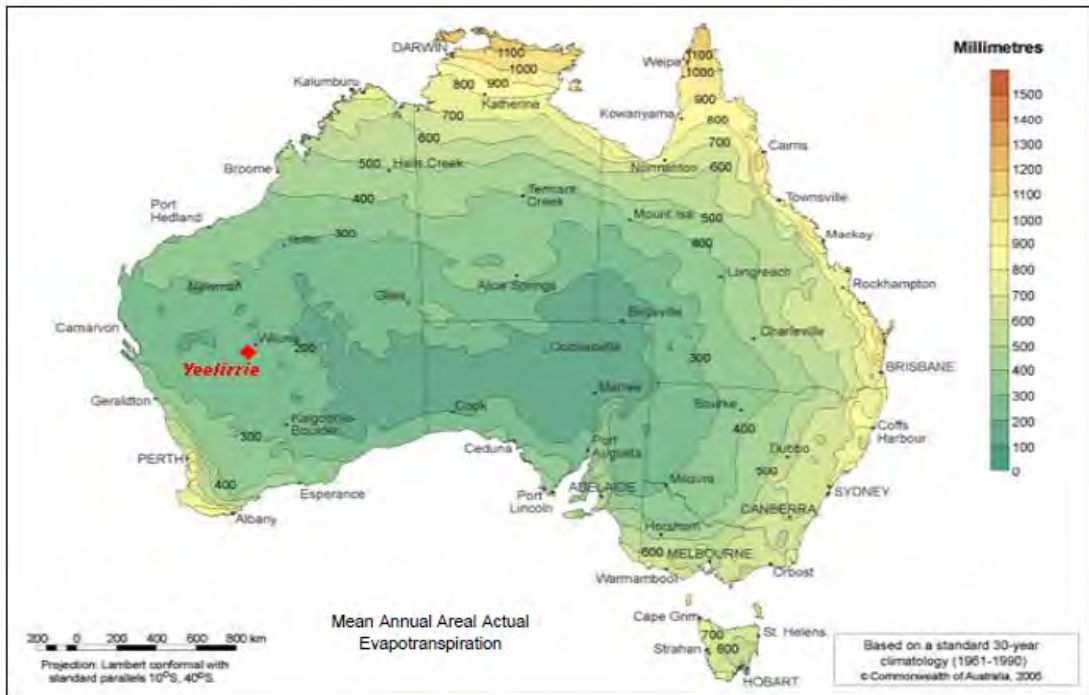 DARWIN
1100
1000
800
900
Katherine
Kalumburu
700
600
Weipa
1100
1000
900
Kowanyama
800
700
600
Cairns
Normanton
500
Halls Creek
Broome
400
Tennant
Creek
Townsville
Mount Isa
500
Port
Hedland
300
Telfer
Mackay
Longreach
Newman
Giles
Alice Springs
Rockhampton
Birdsville
Carnarvon
Wiluna
200
Yeelirrie
Oodnadatta
Charleville
300
BRISBANE
Geraldton
Marree
Bourke
Cook
Kalgoorlie-
Boulder
300
400
Coffs
Harbour
PERTH
Ceduna
Port
Augusta
Dubbo
400
Esperance
500
Mildura
SYDNEY
Albany
Port
Lincoln
ADELAIDE
CANBERRA
Horsham
600
MELBOURNE
Orbost
Warrnambool
Cape Grim
St. Helens
700
Strahan
600
HOBART
Millimetres
1500
1400
1300
1200
1100
1000
900
800
700
600
500
400
300
200
100
0
Mean Annual Areal Actual
Evapotranspiration
200 0 200 400 600 800 km
Projection: Lambert conformal with
standard parallels 10°S, 40°S.
Based on a standard 30-year
climatology (1961-1990)
© Commonwealth of Australia, 2005